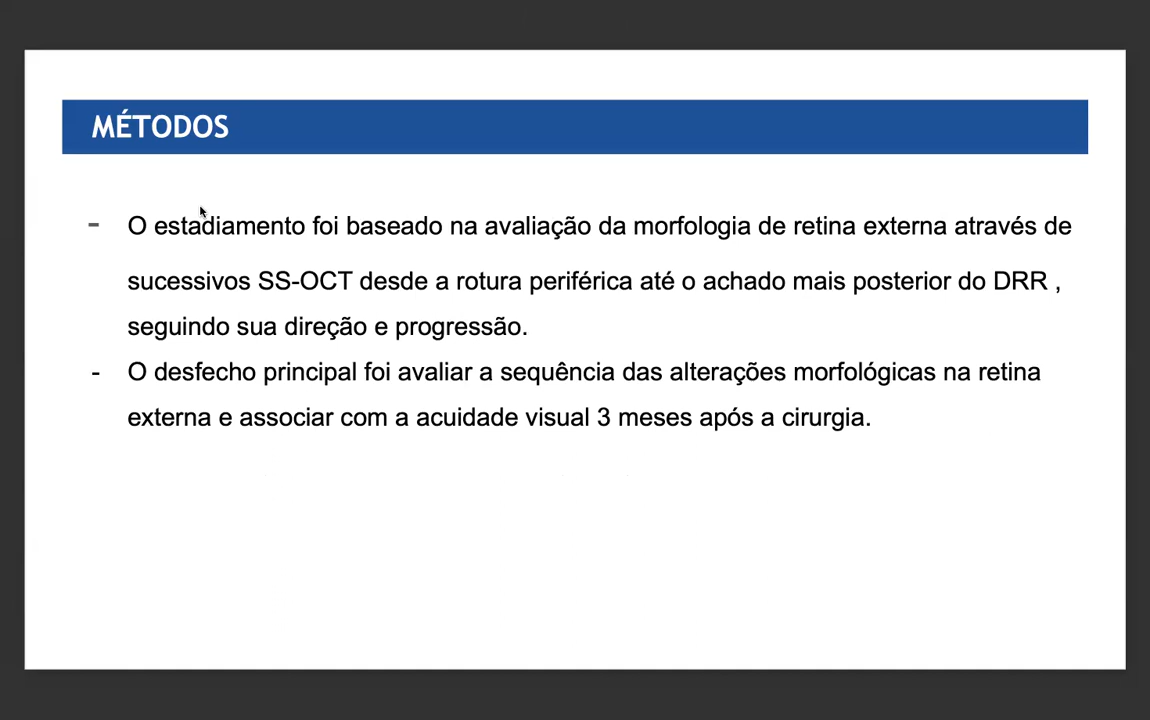 MÉTODOS
- O estadiamento foi baseado na avaliação da morfologia de retina externa através de
sucessivos SS-OCT desde a rotura periférica até o achado mais posterior do DRR ,
seguindo sua direção e progressão.
- O desfecho principal foi avaliar a sequência das alterações morfológicas na retina
externa e associar com a acuidade visual 3 meses após a cirurgia.